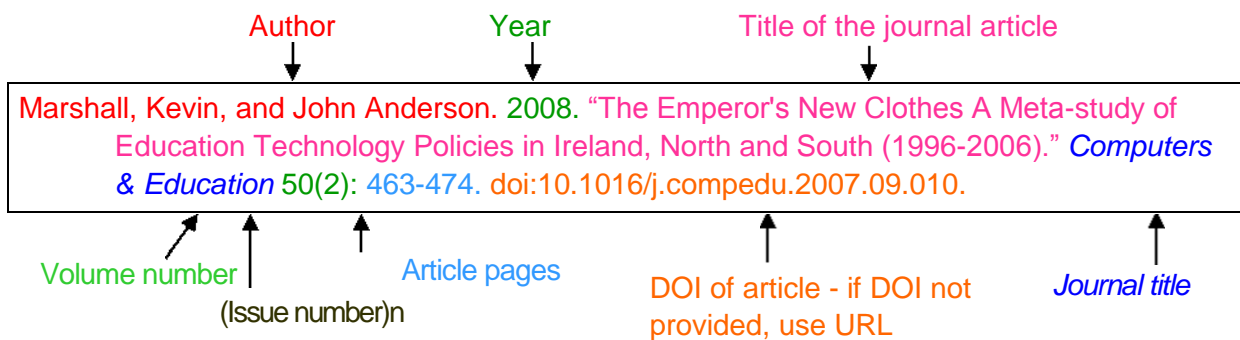 Author Year Title of the journal article
Marshall, Kevin, and John Anderson. 2008. “The Emperor's New Clothes A Meta-study of
Education Technology Policies in Ireland, North and South (1996-2006).” Computers
& Education 50(2): 463-474. doi:10.1016/j.compedu.2007.09.010.
Volume number
(Issue number)n
Article pages
DOI of article - if DOI not
provided, use URL
Journal title